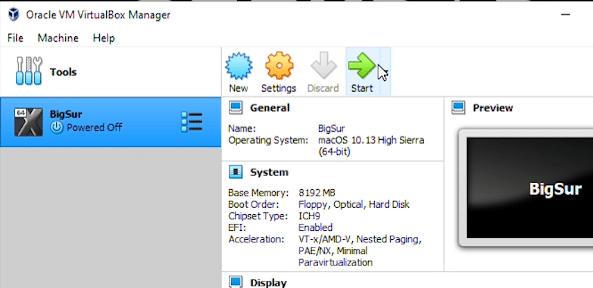 Oracle VM VirtualBox Manager
File Machine Help
Tools
New Settings Discard Start
64
BigSur
Powered Off
General
Name: BigSur
Operating System: macOS 10.13 High Sierra
(64-bit)
System
Base Memory: 8192 MB
Boot Order: Floppy, Optical, Hard Disk
Chipset Type: ICH9
EFI: Enabled
Acceleration: VT-x/AMD-V, Nested Paging,
PAE/NX, Minimal
Paravirtualization
Display
Preview
BigSur